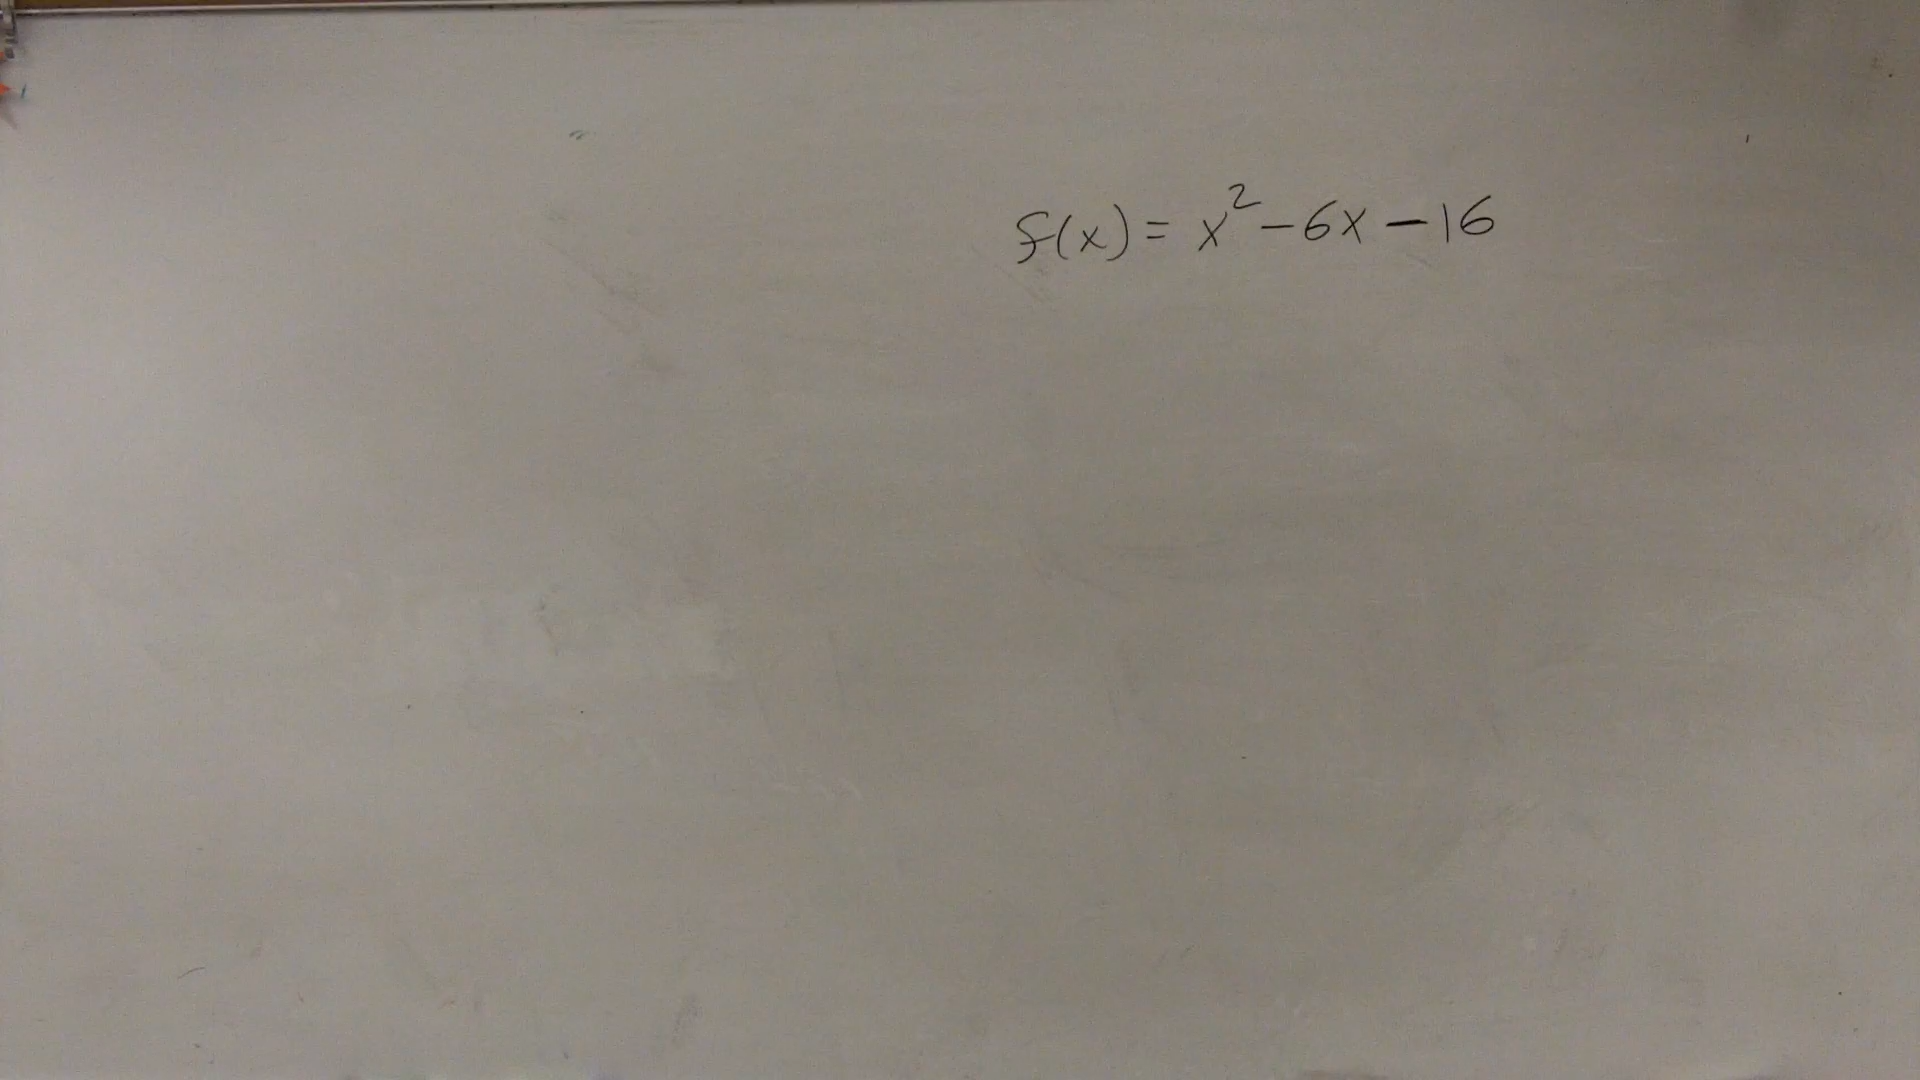 f(x) = x² - 6x - 16